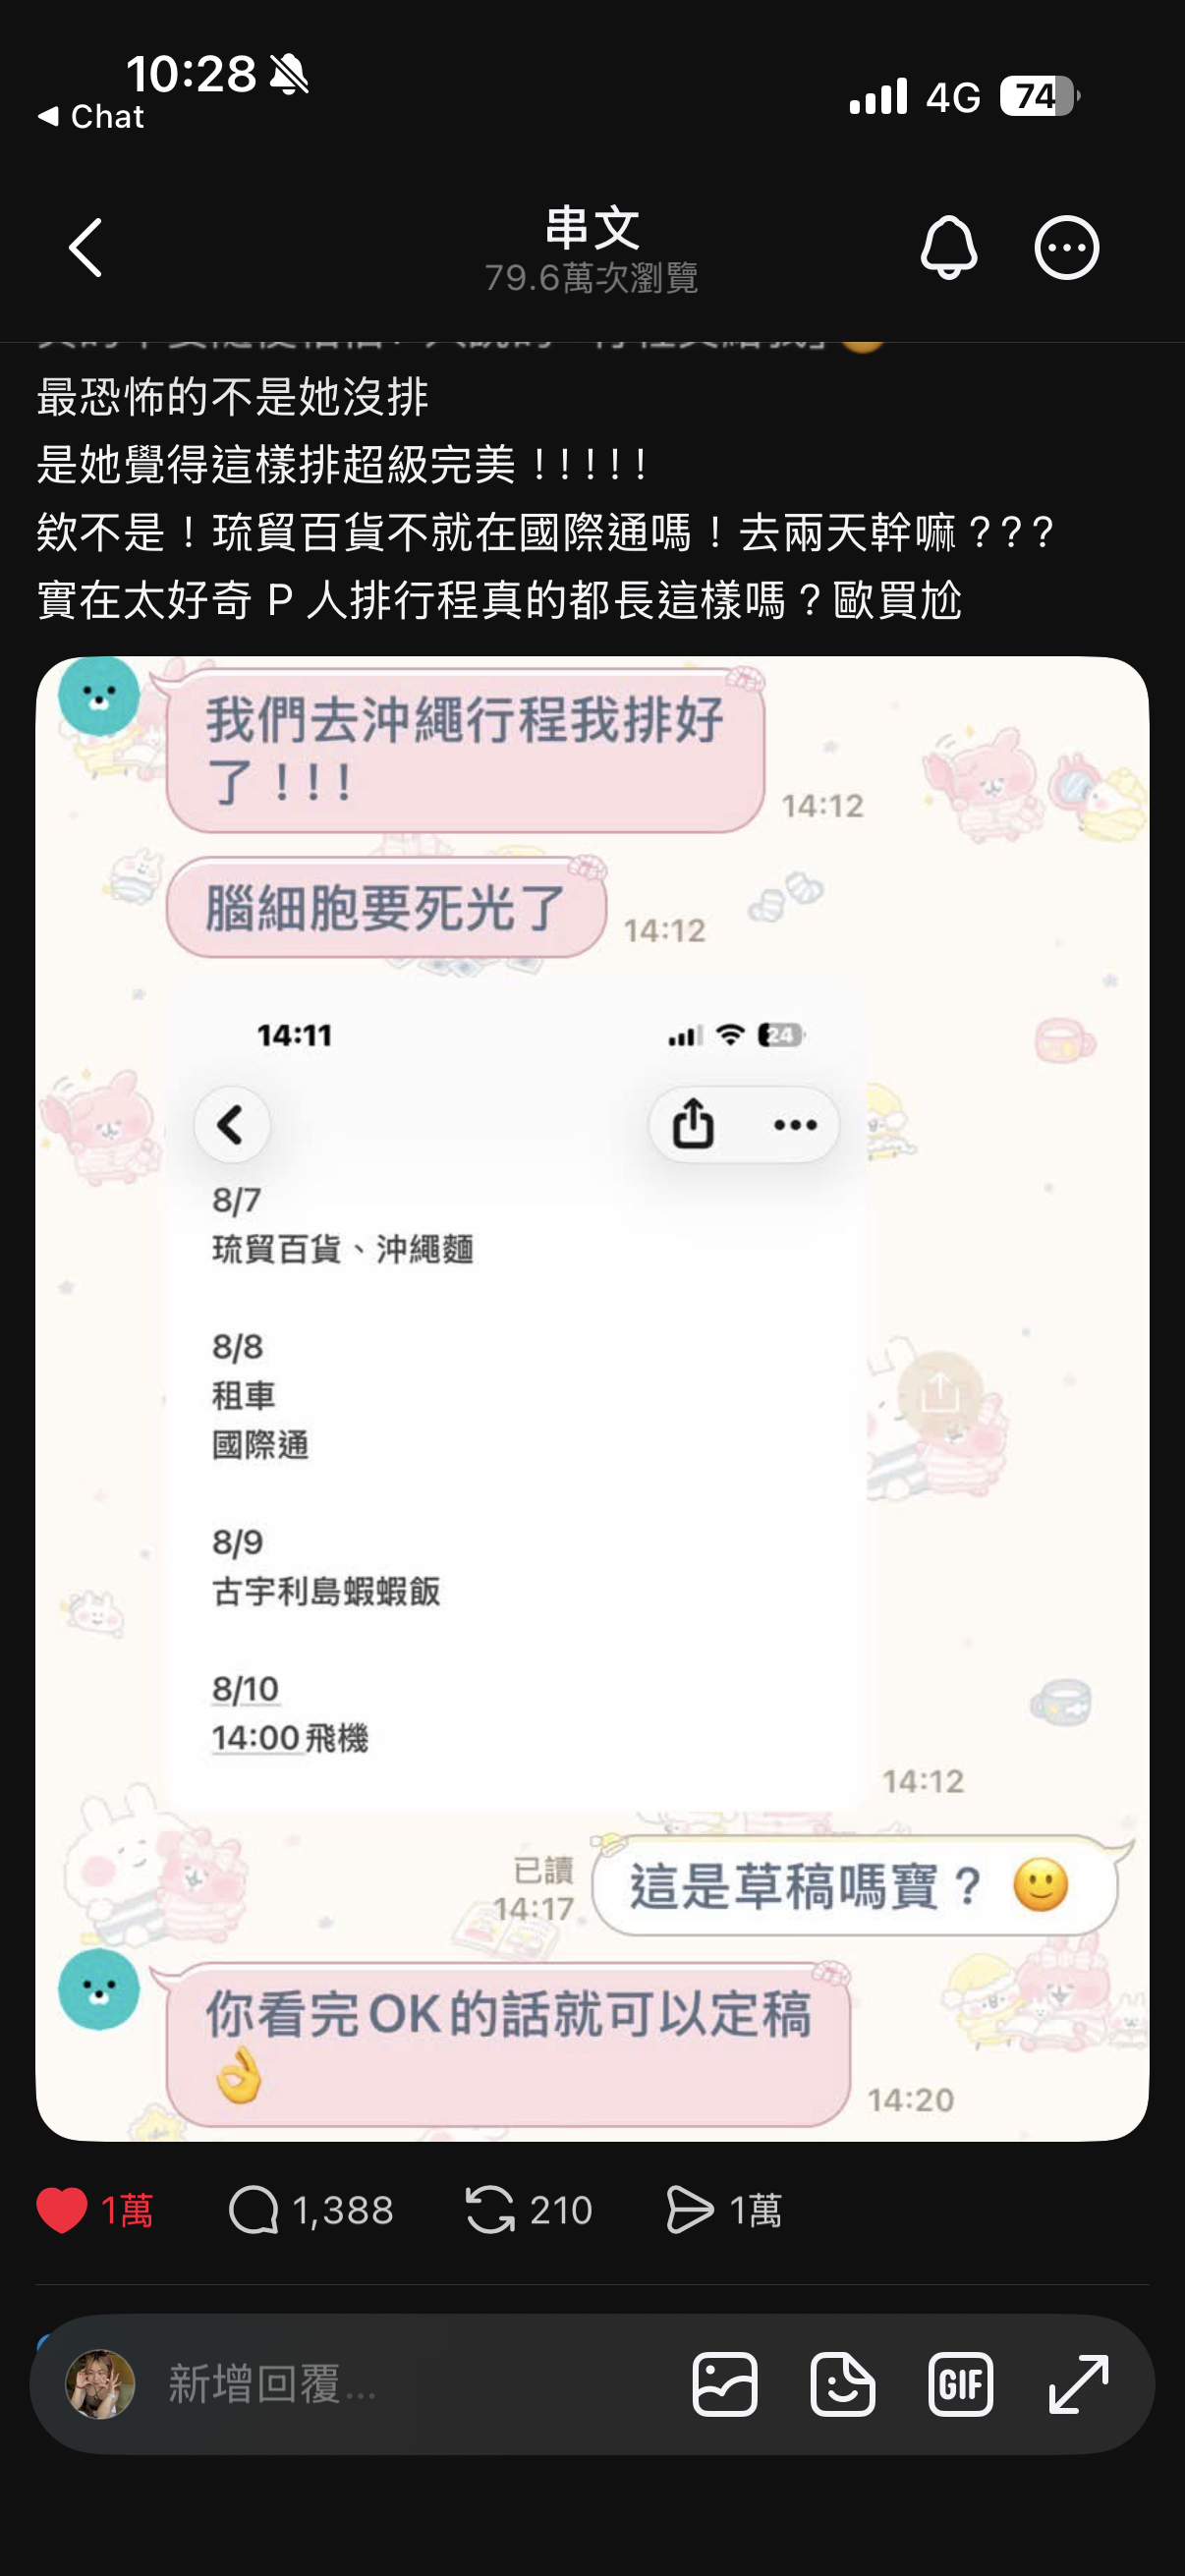 10:28
◀ Chat
4G
74
串文
79.6萬次瀏覽
最恐怖的不是她沒排
是她覺得這樣排超級完美！！！！！
欸不是！琉貿百貨不就在國際通嗎！去兩天幹嘛？？？
實在太好奇 P 人排行程真的都長這樣嗎？歐買尬
我們去沖繩行程我排好
了！！！
14:12
腦細胞要死光了
14:12
14:11
24
8/7
琉貿百貨、沖繩麵
8/8
租車
國際通
8/9
古宇利島蝦蝦飯
8/10
14:00飛機
14:12
已讀
14:17
這是草稿嗎寶？ 🙂
你看完OK的話就可以定稿
👌
14:20
1萬
1,388
210
1萬
新增回覆...
GIF